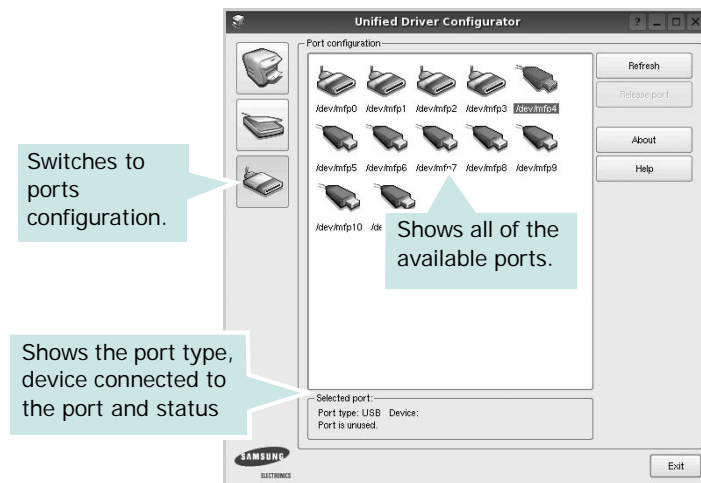 Unified Driver Configurator
Port configuration
/dev/mfp0 /dev/mfp1 /dev/mfp2 /dev/mfp3 /dev/mfp4
/dev/mfp5 /dev/mfp6 /dev/mfp7 /dev/mfp8 /dev/mfp9
/dev/mfp10
Refresh
Release port
About
Help
Switches to
ports
configuration.
Shows all of the
available ports.
Shows the port type,
device connected to
the port and status
Selected port:
Port type: USB Device:
Port is unused.
SAMSUNG
ELECTRONICS
Exit